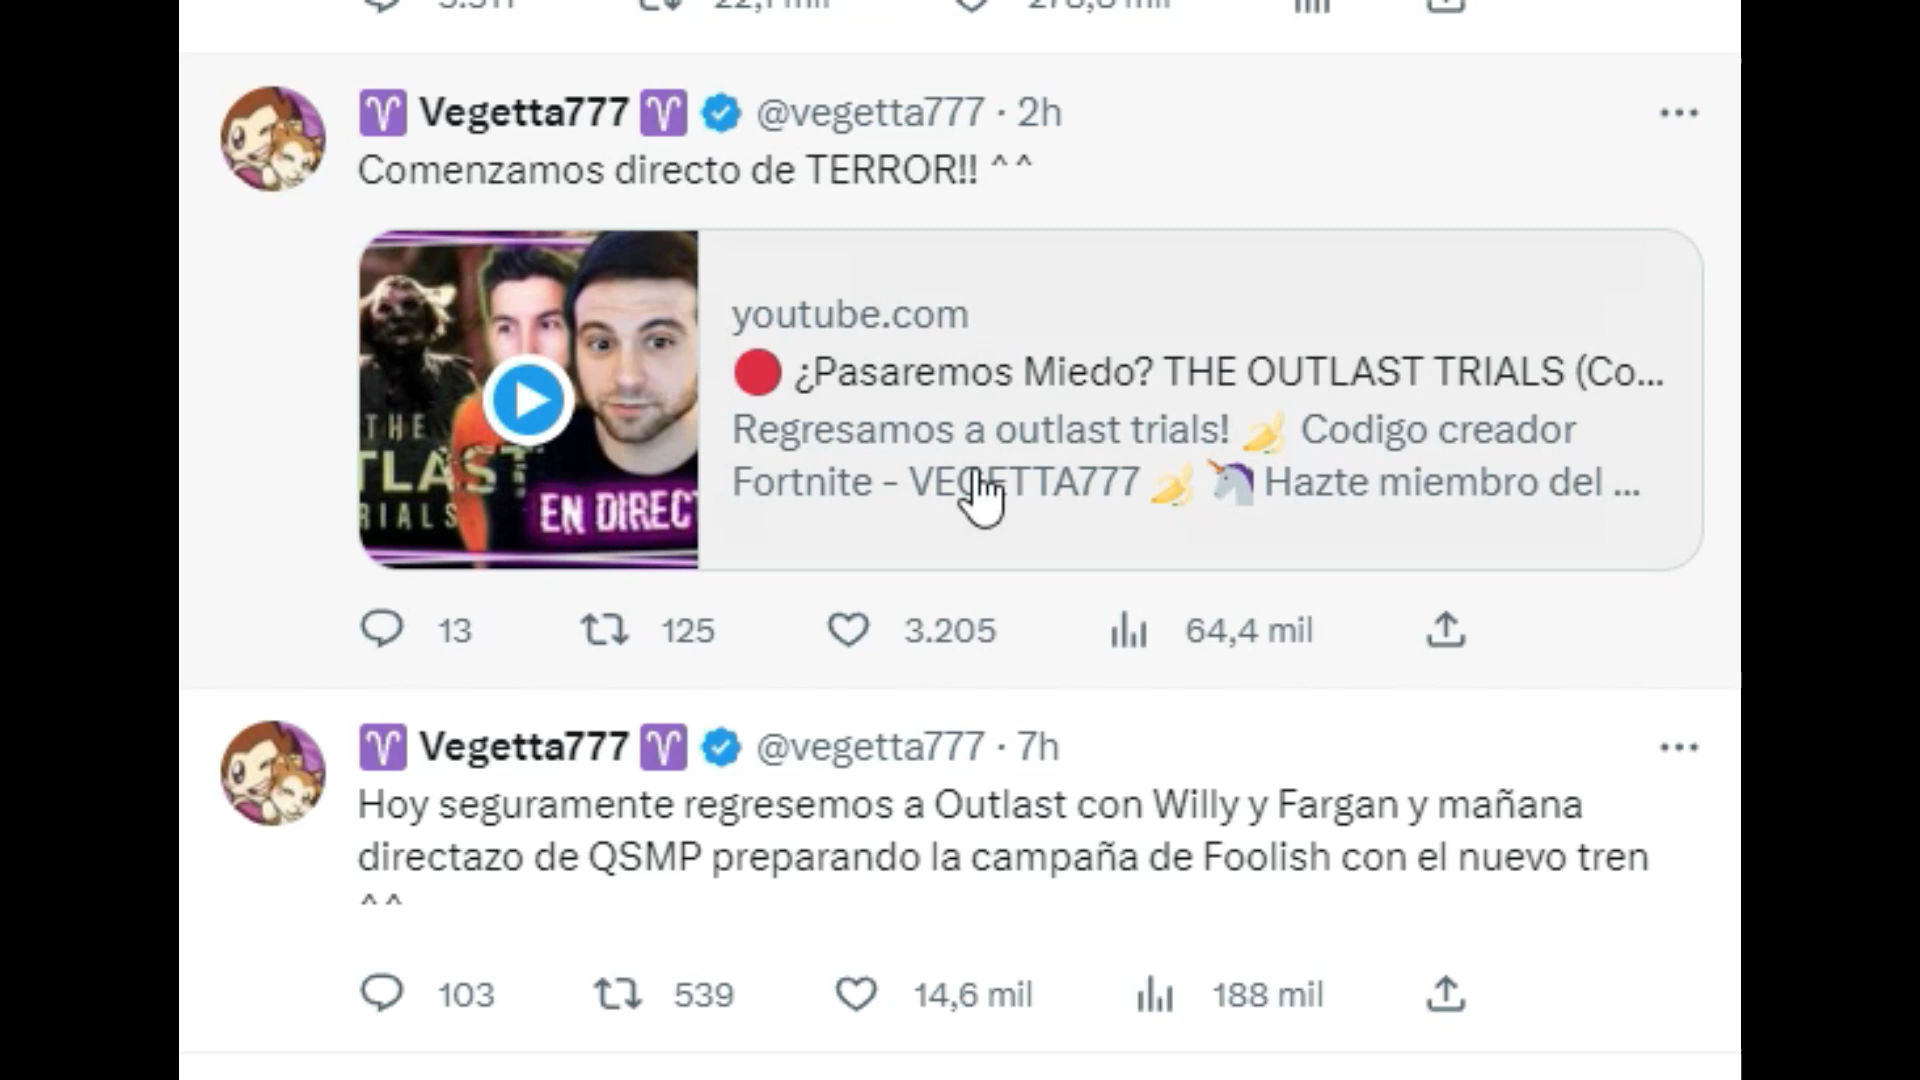 Vegetta777 @vegetta777 · 2h
Comenzamos directo de TERROR!! ^^
THE
TLAST
RIALS
EN DIREC
youtube.com
¿Pasaremos Miedo? THE OUTLAST TRIALS (Co...
Regresamos a outlast trials! 🍌 Codigo creador
Fortnite - VEGETTA777 🍌🦄 Hazte miembro del ...
13 125 3.205 64,4 mil
Vegetta777 @vegetta777 · 7h
Hoy seguramente regresemos a Outlast con Willy y Fargan y mañana
directazo de QSMP preparando la campaña de Foolish con el nuevo tren
^^
103 539 14,6 mil 188 mil